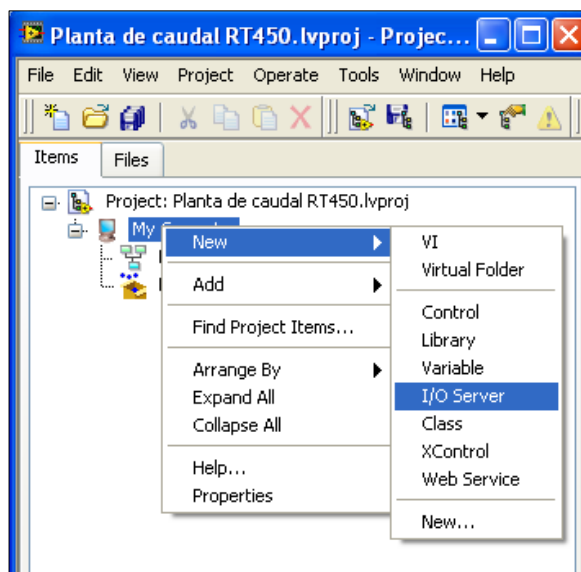 Planta de caudal RT450.lvproj - Projec...
File Edit View Project Operate Tools Window Help
Items Files
Project: Planta de caudal RT450.lvproj
My
New
Add
Find Project Items...
Arrange By
Expand All
Collapse All
Help...
Properties
VI
Virtual Folder
Control
Library
Variable
I/O Server
Class
XControl
Web Service
New...